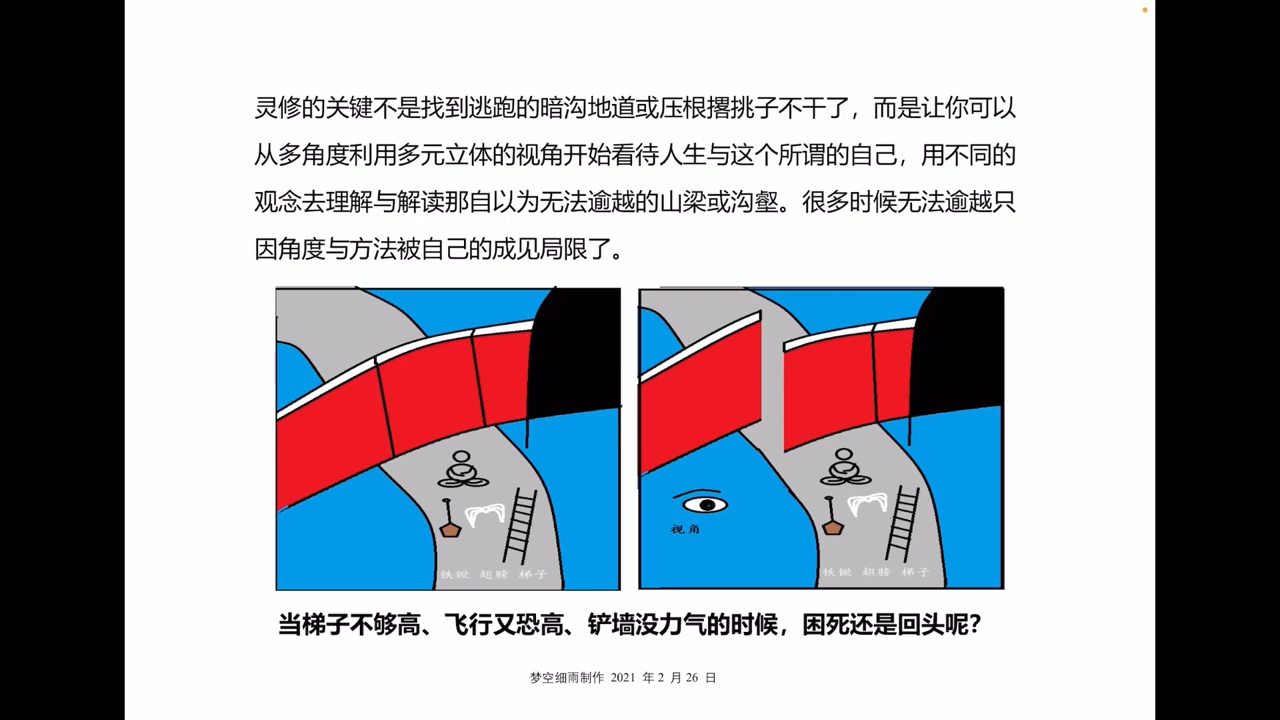 灵修的关键不是找到逃跑的暗沟地道或压根撂挑子不干了，而是让你可以
从多角度利用多元立体的视角开始看待人生与这个所谓的自己，用不同的
观念去理解与解读那自以为无法逾越的山梁或沟壑。很多时候无法逾越只
因角度与方法被自己的成见局限了。
铁锨 翅膀 梯子
视角
铁锨 翅膀 梯子
当梯子不够高、飞行又恐高、铲墙没力气的时候，困死还是回头呢？
梦空细雨制作 2021 年 2 月 26 日